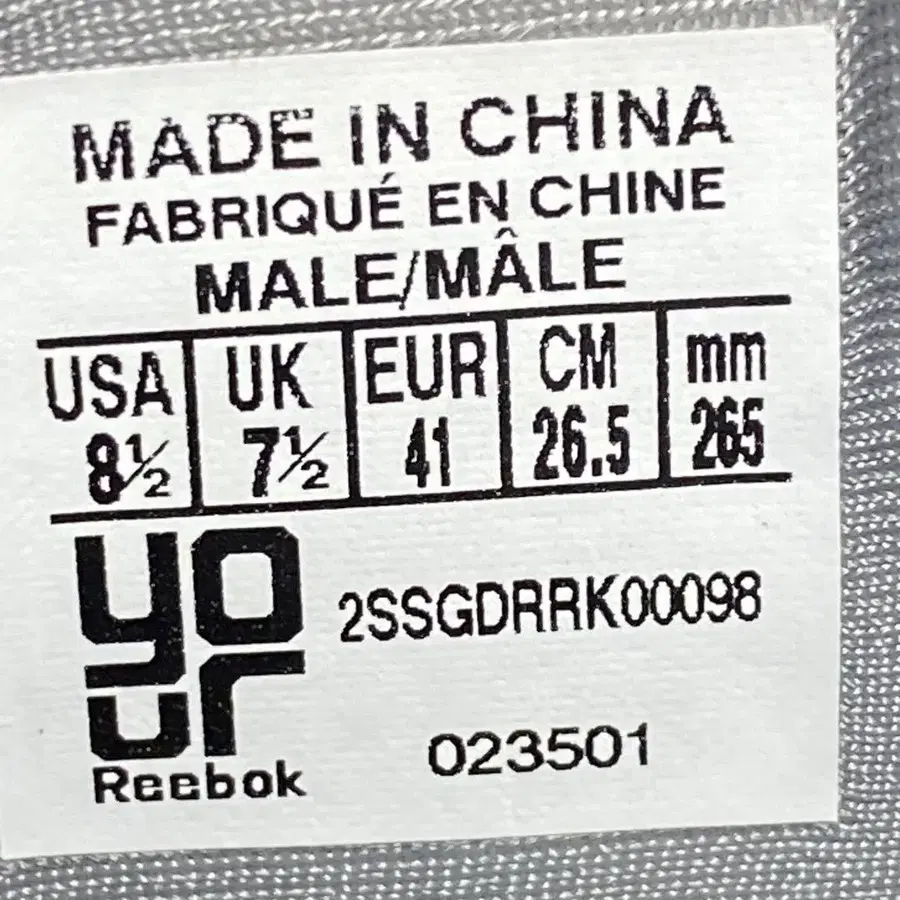 MADE IN CHINA
FABRIQUÉ EN CHINE
MALE/MÂLE
USA UK EUR CM mm
8½ 7½ 41 26.5 265
your
Reebok
2SSGDRRK00098
023501